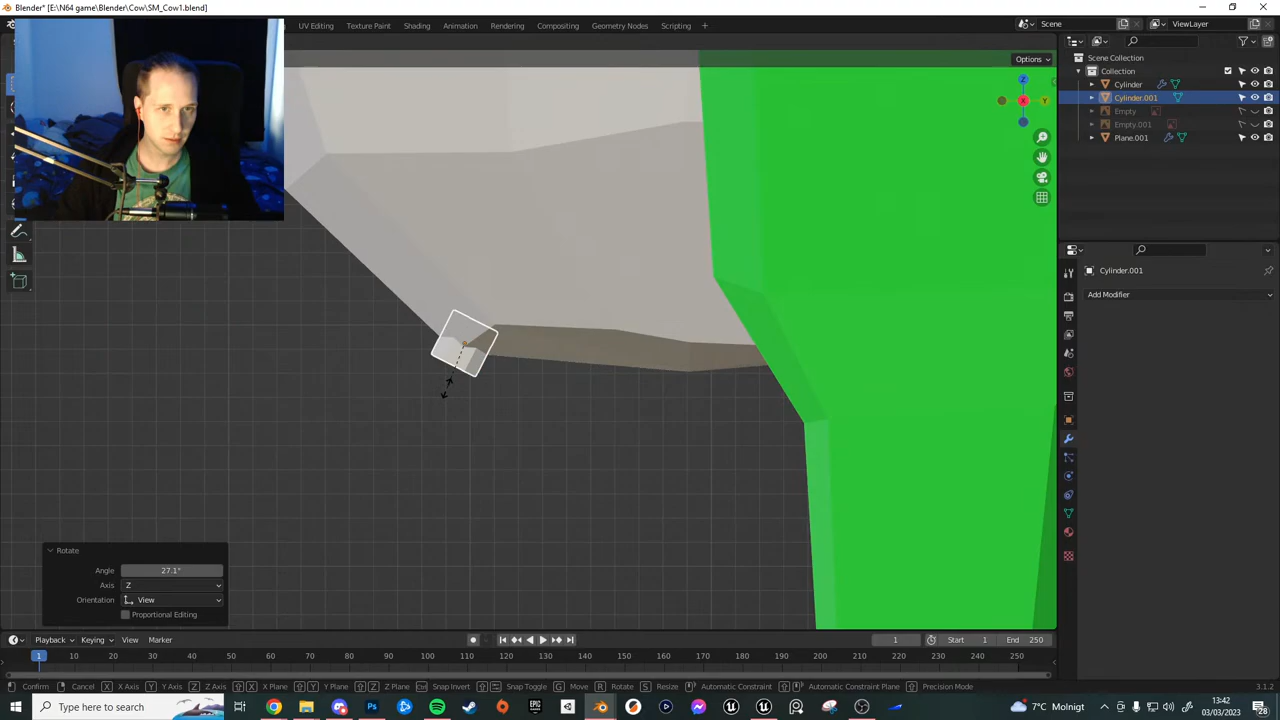 Blender* [E:\N64 game\Blender\Cow\SM_Cow1.blend]
UV Editing
Texture Paint
Shading
Animation
Rendering
Compositing
Geometry Nodes
Scripting
+
Scene
ViewLayer
Options
Z
X
Y
Scene Collection
Collection
Cylinder
Cylinder.001
Empty
Empty.001
Plane.001
Cylinder.001
Add Modifier
Rotate
Angle 27.1°
Axis Z
Orientation View
Proportional Editing
Playback Keying View Marker
1 Start 1 End 250
1 10 20 30 40 50 60 70 80 90 100 110 120 130 140 150 160 170 180 190 200 210 220 230 240 250
Confirm Cancel X X Axis Y Y Axis Z Z Axis X X Plane Y Y Plane Z Z Plane Ctrl Snap Invert Snap Toggle G Move R Rotate S Resize Automatic Constraint Automatic Constraint Plane Precision Mode
3.1.2
Type here to search
7°C Molnigt
13:42
03/03/2023